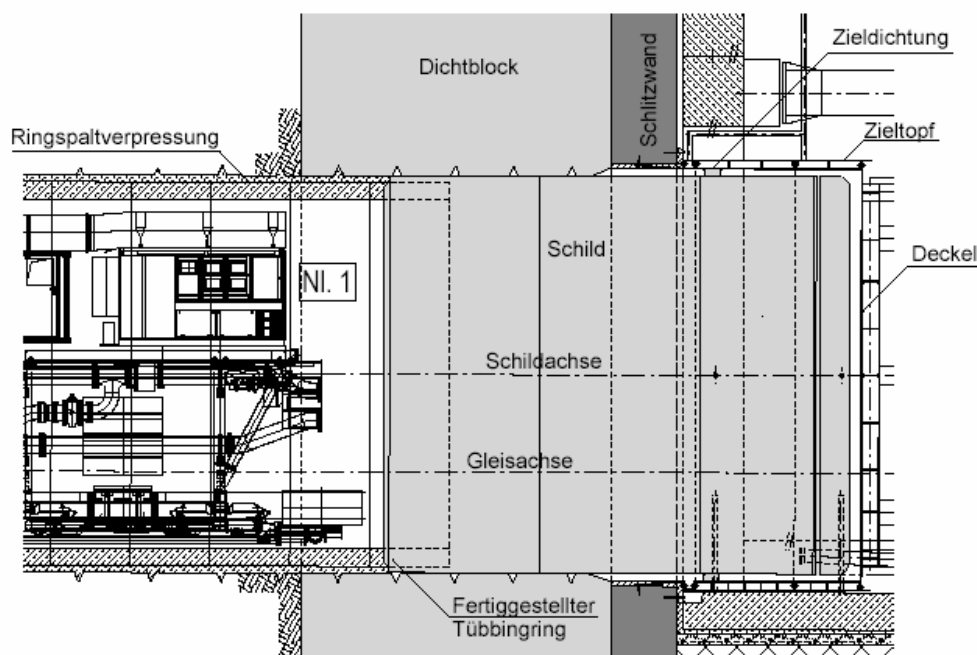 Zieldichtung
Dichtblock
Schlitzwand
Zieltopf
Ringspaltverpressung
Schild
Deckel
Nl. 1
Schildachse
Gleisachse
Fertiggestellter
Tübbingring